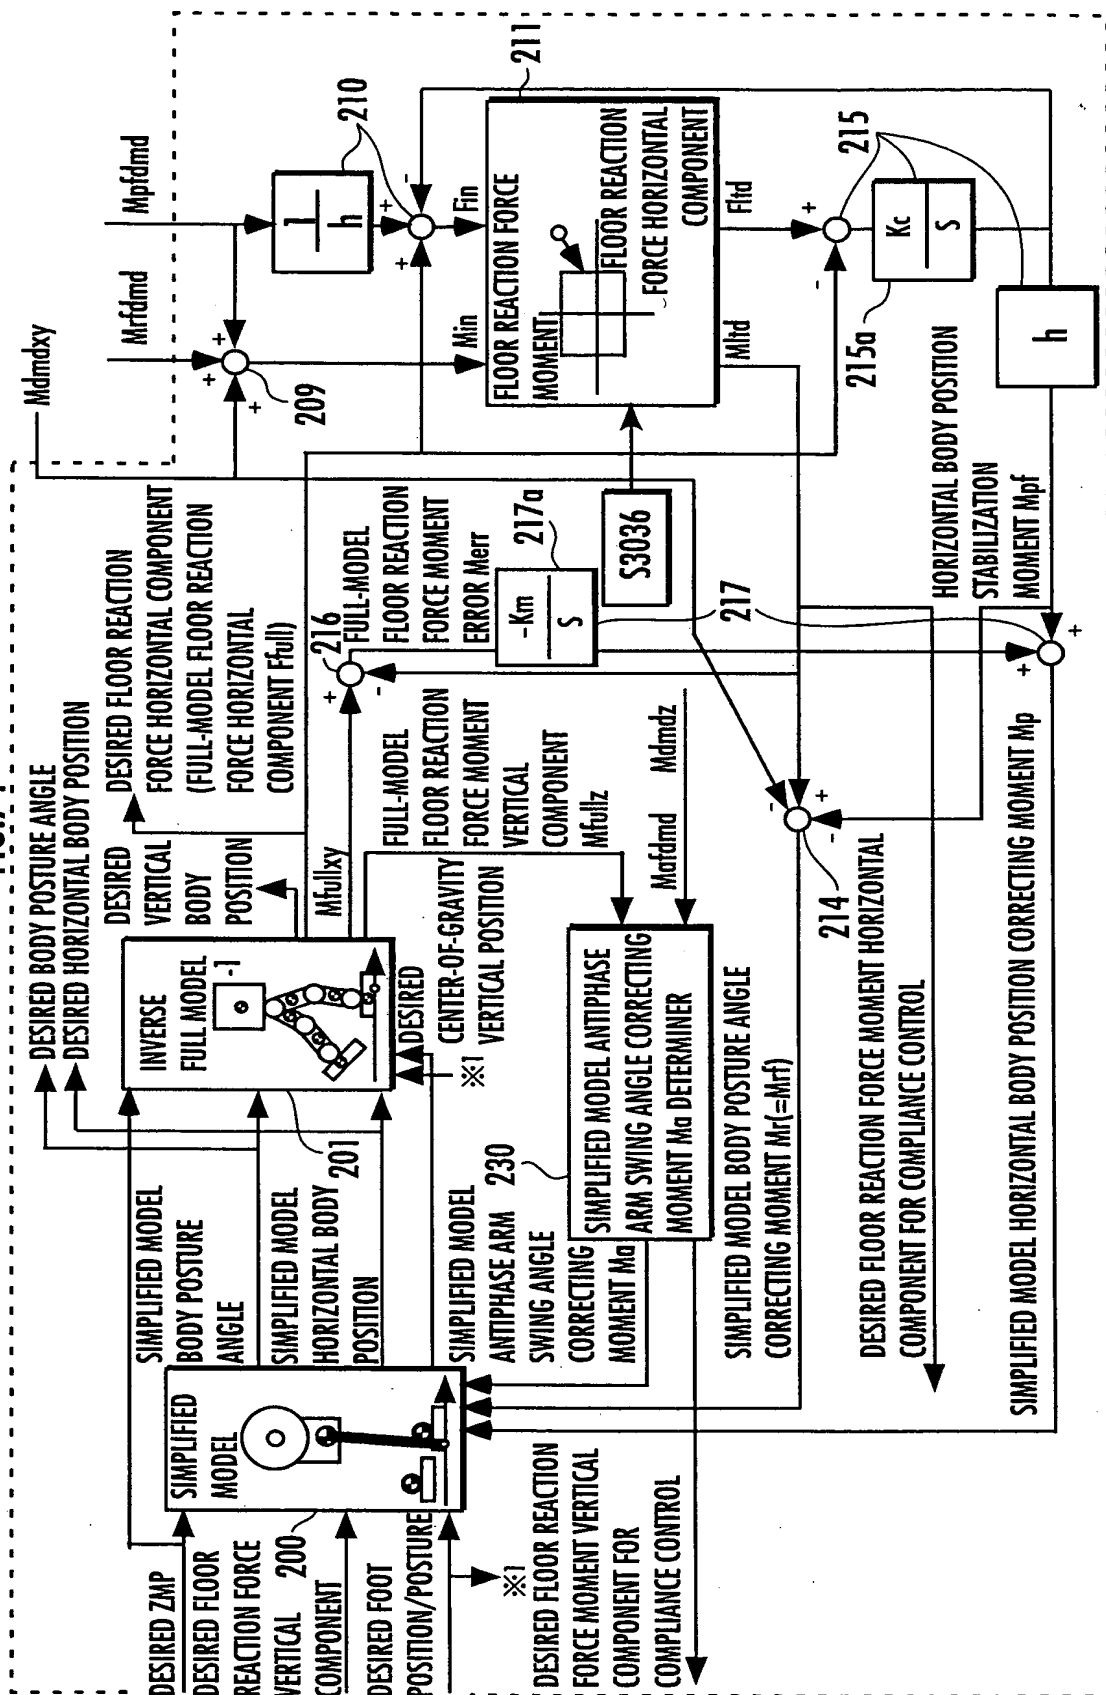 DESIRED BODY POSTURE ANGLE
DESIRED HORIZONTAL BODY POSITION
DESIRED FLOOR REACTION
FORCE HORIZONTAL COMPONENT
(FULL-MODEL FLOOR REACTION
FORCE HORIZONTAL
COMPONENT Ffull)
DESIRED
VERTICAL
BODY
POSITION
Mdmdxy
Mrfdmd
Mpfdmd
DESIRED ZMP
DESIRED FLOOR
REACTION FORCE
VERTICAL
COMPONENT
DESIRED FOOT
POSITION/POSTURE
※1
200
SIMPLIFIED
MODEL
SIMPLIFIED MODEL
BODY POSTURE
ANGLE
SIMPLIFIED MODEL
HORIZONTAL BODY
POSITION
201
INVERSE
FULL MODEL
-1
※1
DESIRED
CENTER-OF-GRAVITY
VERTICAL POSITION
Mfullxy
216
+
-
FULL-MODEL
FLOOR REACTION
FORCE MOMENT
ERROR Merr
217a
-Km
S
217
S3036
FULL-MODEL
FLOOR REACTION
FORCE MOMENT
VERTICAL
COMPONENT
Mfullz
Mafdmd
Mdmdz
+
+
+
209
1
h
210
+
+
-
Min
Fin
211
FLOOR REACTION FORCE
MOMENT
FLOOR REACTION
FORCE HORIZONTAL
COMPONENT
Mltd
Fltd
+
-
215
Kc
S
215a
h
HORIZONTAL BODY POSITION
STABILIZATION
MOMENT Mpf
+
+
SIMPLIFIED MODEL
ANTIPHASE ARM
SWING ANGLE
CORRECTING
MOMENT Ma
230
SIMPLIFIED MODEL ANTIPHASE
ARM SWING ANGLE CORRECTING
MOMENT Ma DETERMINER
-
+
-
214
SIMPLIFIED MODEL BODY POSTURE ANGLE
CORRECTING MOMENT Mr(=Mrf)
DESIRED FLOOR REACTION FORCE MOMENT HORIZONTAL
COMPONENT FOR COMPLIANCE CONTROL
DESIRED FLOOR REACTION
FORCE MOMENT VERTICAL
COMPONENT FOR
COMPLIANCE CONTROL
SIMPLIFIED MODEL HORIZONTAL BODY POSITION CORRECTING MOMENT Mp